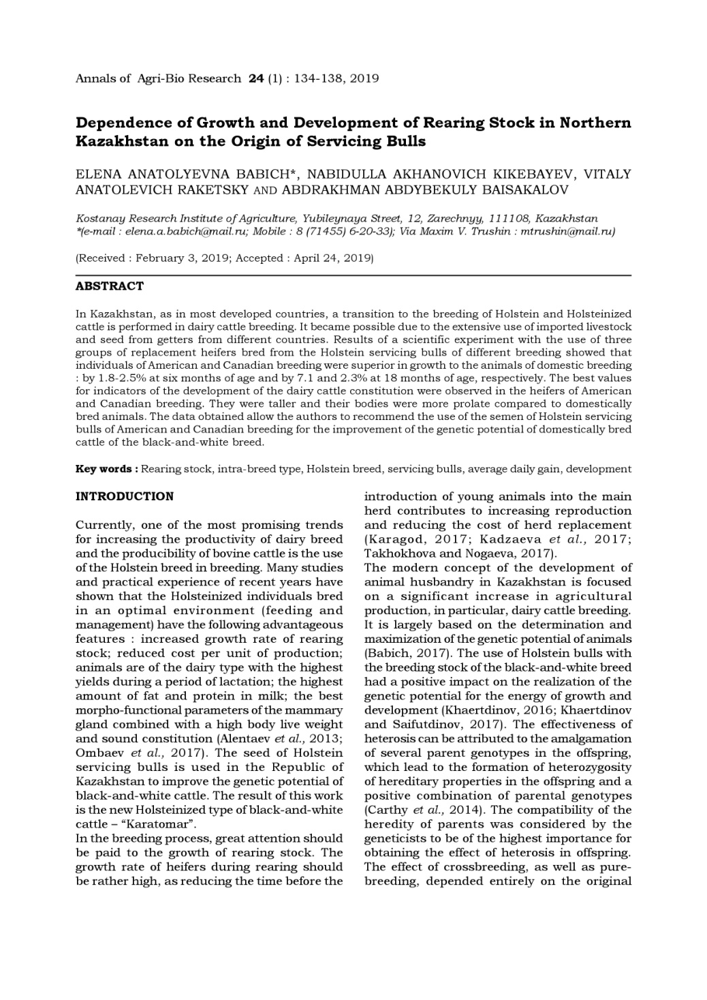 Annals of Agri-Bio Research 24 (1) : 134-138, 2019
Dependence of Growth and Development of Rearing Stock in Northern
Kazakhstan on the Origin of Servicing Bulls
ELENA ANATOLYEVNA BABICH*, NABIDULLA AKHANOVICH KIKEBAYEV, VITALY
ANATOLEVICH RAKETSKY AND ABDRAKHMAN ABDYBEKULY BAISAKALOV
Kostanay Research Institute of Agriculture, Yubileynaya Street, 12, Zarechnyy, 111108, Kazakhstan
*(e-mail : elena.a.babich@mail.ru; Mobile : 8 (71455) 6-20-33); Via Maxim V. Trushin : mtrushin@mail.ru)
(Received : February 3, 2019; Accepted : April 24, 2019)
ABSTRACT
In Kazakhstan, as in most developed countries, a transition to the breeding of Holstein and Holsteinized
cattle is performed in dairy cattle breeding. It became possible due to the extensive use of imported livestock
and seed from getters from different countries. Results of a scientific experiment with the use of three
groups of replacement heifers bred from the Holstein servicing bulls of different breeding showed that
individuals of American and Canadian breeding were superior in growth to the animals of domestic breeding
: by 1.8-2.5% at six months of age and by 7.1 and 2.3% at 18 months of age, respectively. The best values
for indicators of the development of the dairy cattle constitution were observed in the heifers of American
and Canadian breeding. They were taller and their bodies were more prolate compared to domestically
bred animals. The data obtained allow the authors to recommend the use of the semen of Holstein servicing
bulls of American and Canadian breeding for the improvement of the genetic potential of domestically bred
cattle of the black-and-white breed.
Key words : Rearing stock, intra-breed type, Holstein breed, servicing bulls, average daily gain, development
INTRODUCTION
Currently, one of the most promising trends
for increasing the productivity of dairy breed
and the producibility of bovine cattle is the use
of the Holstein breed in breeding. Many studies
and practical experience of recent years have
shown that the Holsteinized individuals bred
in an optimal environment (feeding and
management) have the following advantageous
features : increased growth rate of rearing
stock; reduced cost per unit of production;
animals are of the dairy type with the highest
yields during a period of lactation; the highest
amount of fat and protein in milk; the best
morpho-functional parameters of the mammary
gland combined with a high body live weight
and sound constitution (Alentaev et al., 2013;
Ombaev et al., 2017). The seed of Holstein
servicing bulls is used in the Republic of
Kazakhstan to improve the genetic potential of
black-and-white cattle. The result of this work
is the new Holsteinized type of black-and-white
cattle – “Karatomar”.
In the breeding process, great attention should
be paid to the growth of rearing stock. The
growth rate of heifers during rearing should
be rather high, as reducing the time before the
introduction of young animals into the main
herd contributes to increasing reproduction
and reducing the cost of herd replacement
(Karagod, 2017; Kadzaeva et al., 2017;
Takhokhova and Nogaeva, 2017).
The modern concept of the development of
animal husbandry in Kazakhstan is focused
on a significant increase in agricultural
production, in particular, dairy cattle breeding.
It is largely based on the determination and
maximization of the genetic potential of animals
(Babich, 2017). The use of Holstein bulls with
the breeding stock of the black-and-white breed
had a positive impact on the realization of the
genetic potential for the energy of growth and
development (Khaertdinov, 2016; Khaertdinov
and Saifutdinov, 2017). The effectiveness of
heterosis can be attributed to the amalgamation
of several parent genotypes in the offspring,
which lead to the formation of heterozygosity
of hereditary properties in the offspring and a
positive combination of parental genotypes
(Carthy et al., 2014). The compatibility of the
heredity of parents was considered by the
geneticists to be of the highest importance for
obtaining the effect of heterosis in offspring.
The effect of crossbreeding, as well as pure-
breeding, depended entirely on the original